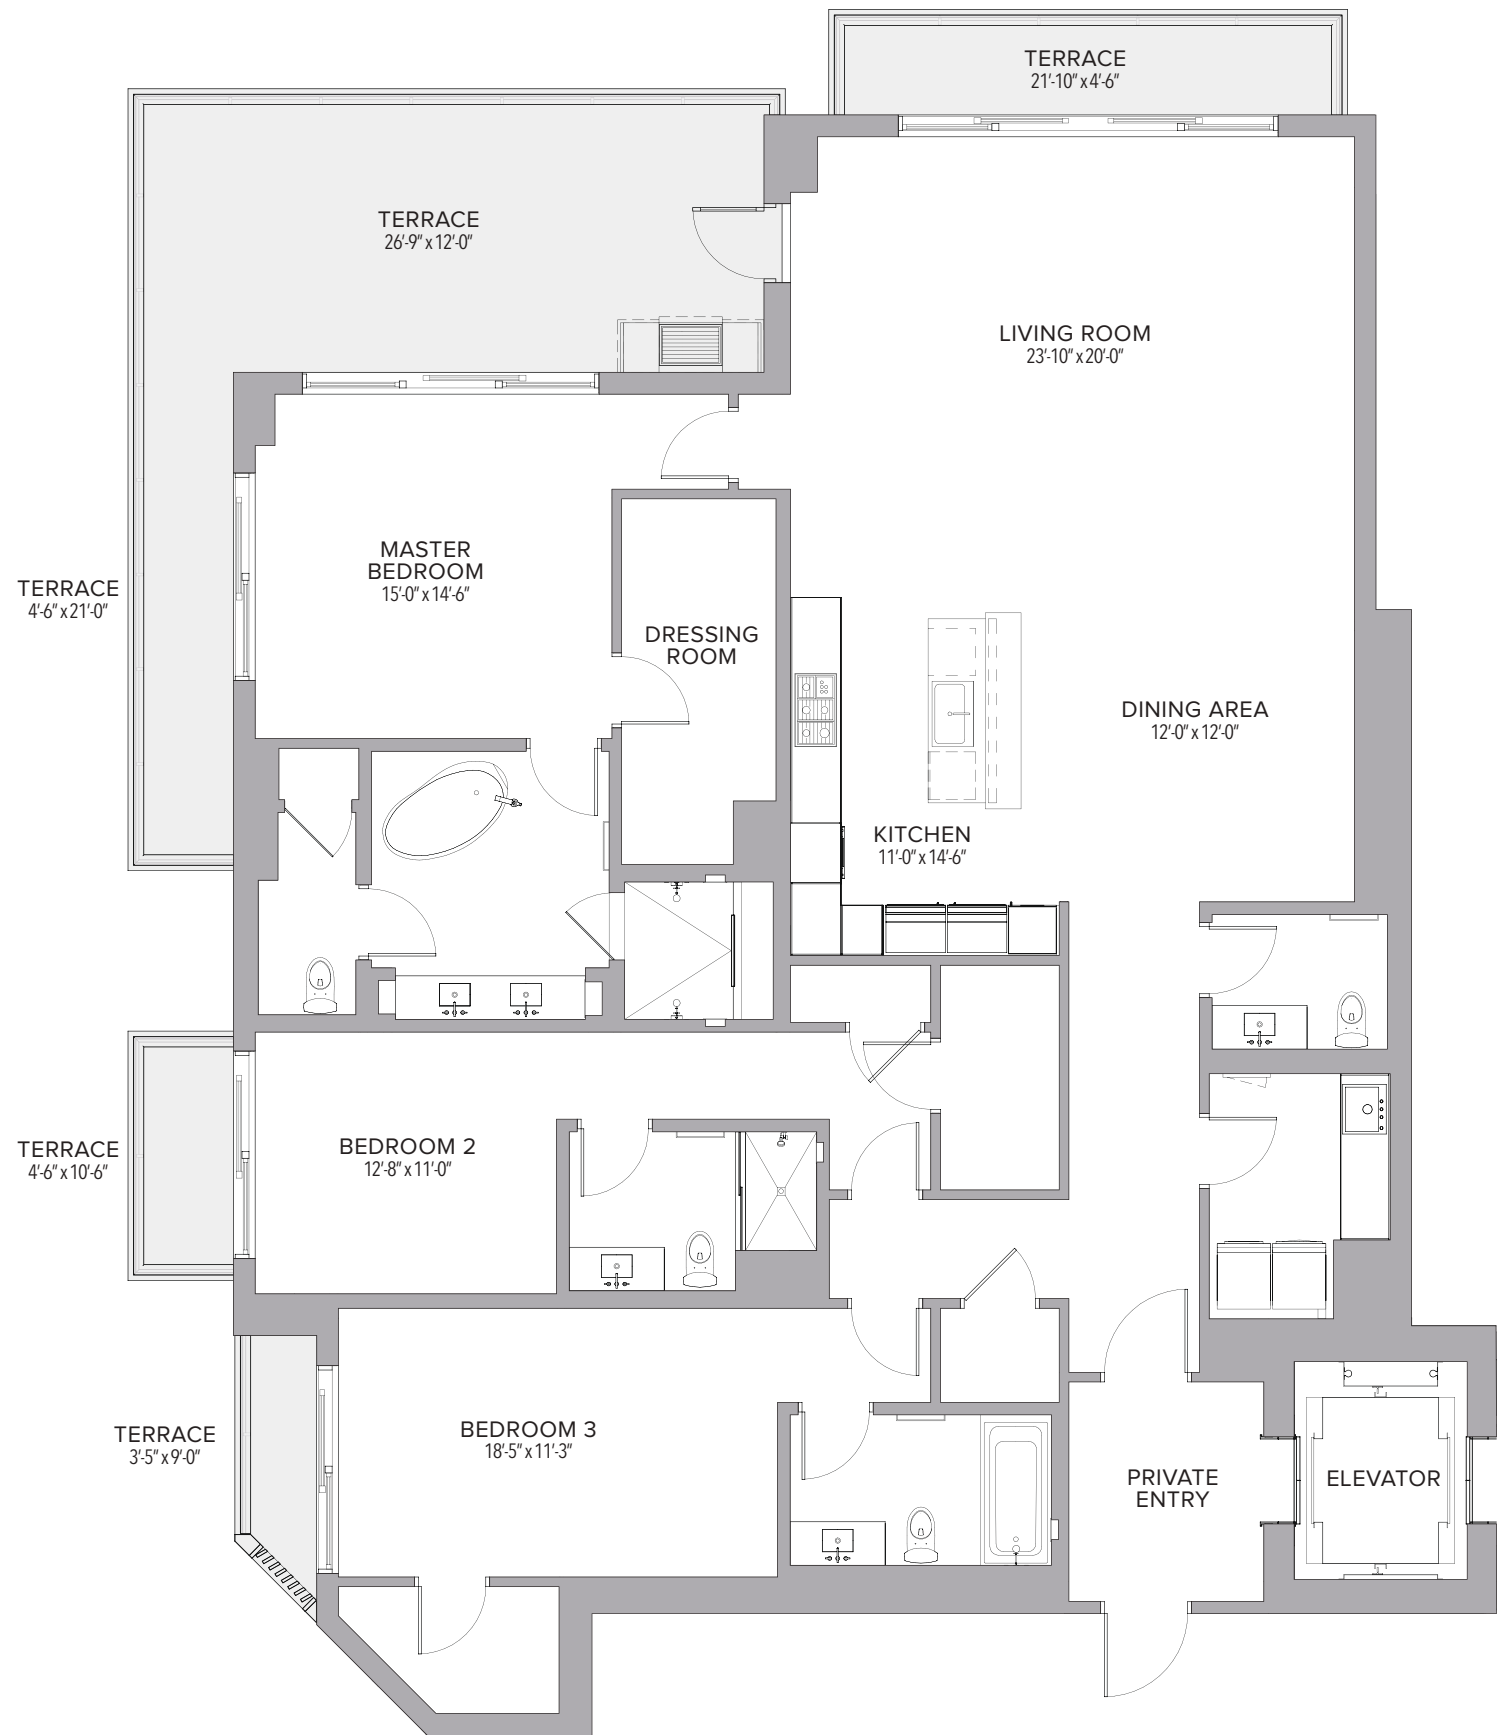 TERRACE
21'-10" x 4'-6"
TERRACE
26'-9" x 12'-0"
LIVING ROOM
23'-10" x 20'-0"
MASTER
BEDROOM
15'-0" x 14'-6"
TERRACE
4'-6" x 21'-0"
DRESSING
ROOM
DINING AREA
12'-0" x 12'-0"
KITCHEN
11'-0" x 14'-6"
TERRACE
4'-6" x 10'-6"
BEDROOM 2
12'-8" x 11'-0"
TERRACE
3'-5" x 9'-0"
BEDROOM 3
18'-5" x 11'-3"
PRIVATE
ENTRY
ELEVATOR